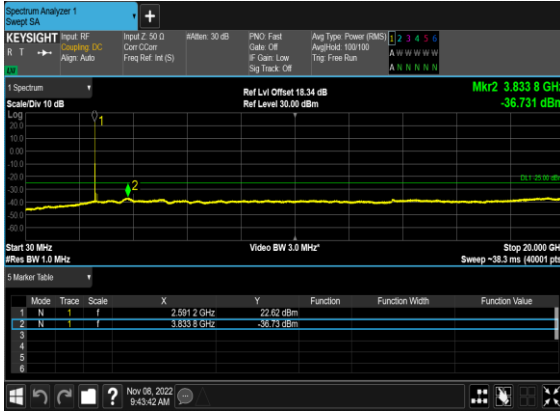 Spectrum Analyzer 1
Swept SA
+
KEYSIGHT Input: RF Input Z: 50 Ω #Atten: 30 dB PNO: Fast Avg Type: Power (RMS) 1 2 3 4 5 6
R T Coupling: DC Corr CCorr Gate: Off Avg|Hold: 100/100 A W W W W W
Align: Auto Freq Ref: Int (S) IF Gain: Low Trig: Free Run
Sig Track: Off A N N N N N
1 Spectrum Ref Lvl Offset 18.34 dB Mkr2 3.833 8 GHz
Scale/Div 10 dB Ref Level 30.00 dBm -36.731 dBm
Log
20.0
10.0
0.00
-10.0
-20.0
-30.0
-40.0
-50.0
-60.0
1
2
DL1 -25.00 dBm
Start 30 MHz Video BW 3.0 MHz* Stop 20.000 GH
#Res BW 1.0 MHz Sweep ~38.3 ms (40001 pts
5 Marker Table
Mode Trace Scale X Y Function Function Width Function Value
1 N 1 f 2.591 2 GHz 22.62 dBm
2 N 1 f 3.833 8 GHz -36.73 dBm
3
4
5
6
? Nov 08, 2022
9:43:42 AM